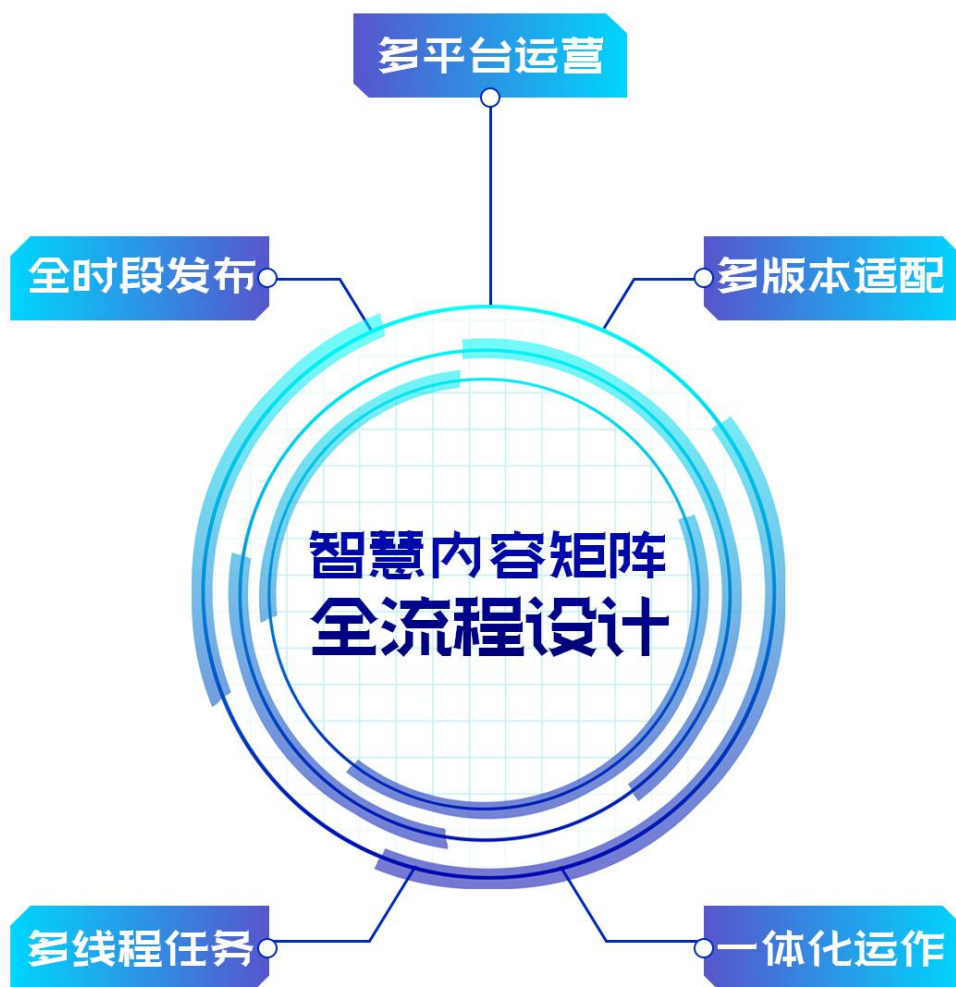 多平台运营
全时段发布
多版本适配
智慧内容矩阵
全流程设计
多线程任务
一体化运作